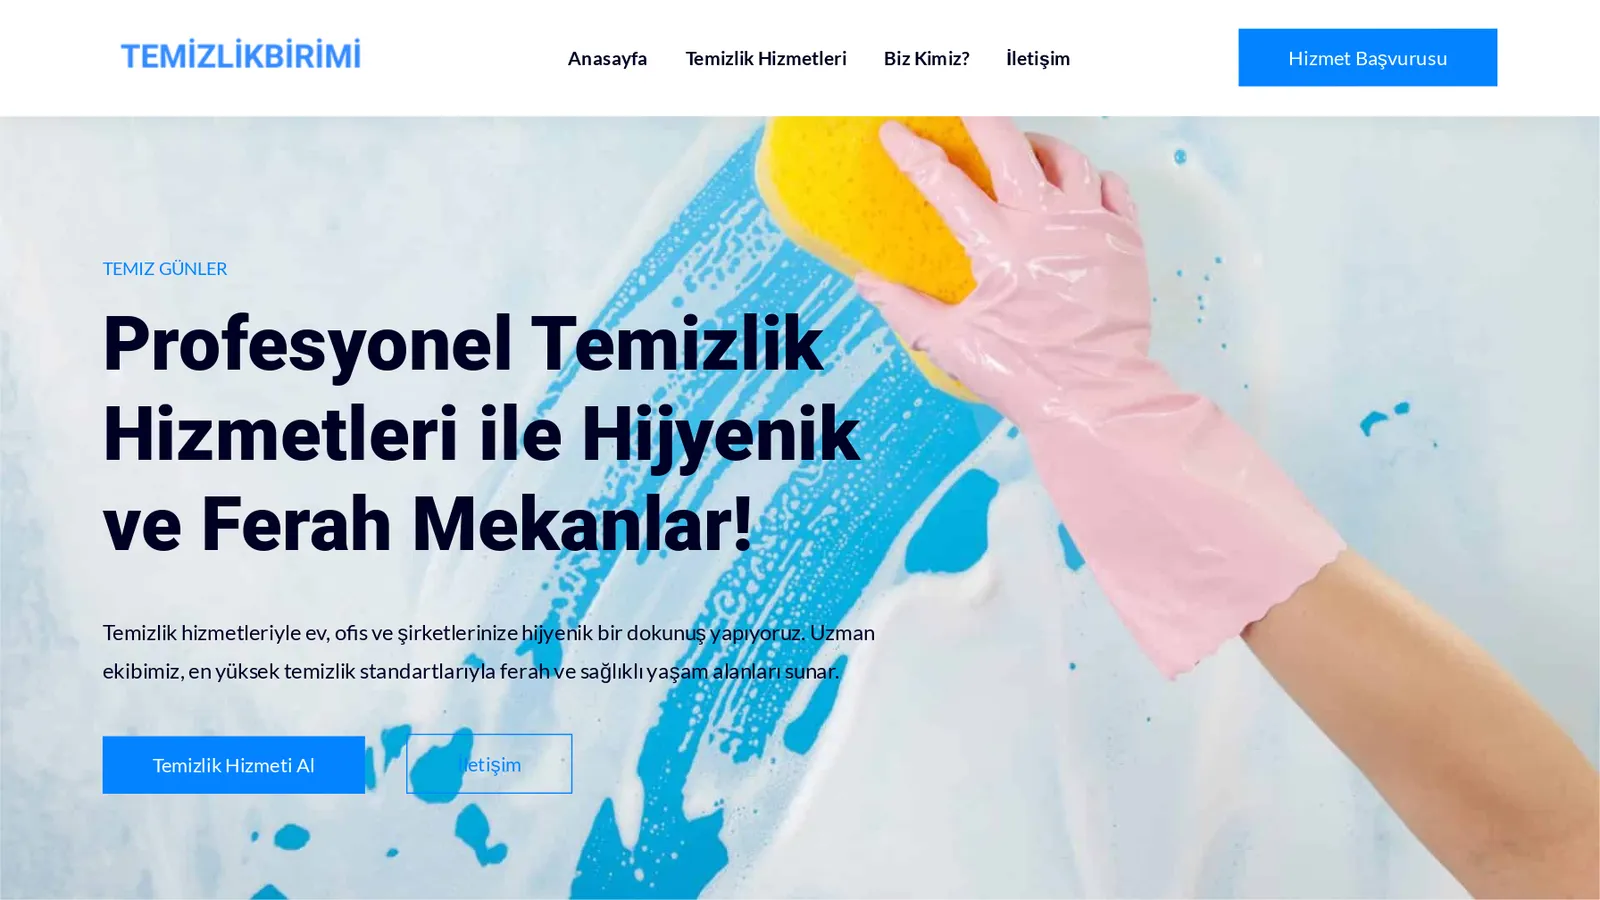 TEMİZLİKBİRİMİ
Anasayfa
Temizlik Hizmetleri
Biz Kimiz?
İletişim
Hizmet Başvurusu
TEMIZ GÜNLER
Profesyonel Temizlik
Hizmetleri ile Hijyenik
ve Ferah Mekanlar!
Temizlik hizmetleriyle ev, ofis ve şirketlerinize hijyenik bir dokunuş yapıyoruz. Uzman
ekibimiz, en yüksek temizlik standartlarıyla ferah ve sağlıklı yaşam alanları sunar.
Temizlik Hizmeti Al
İletişim